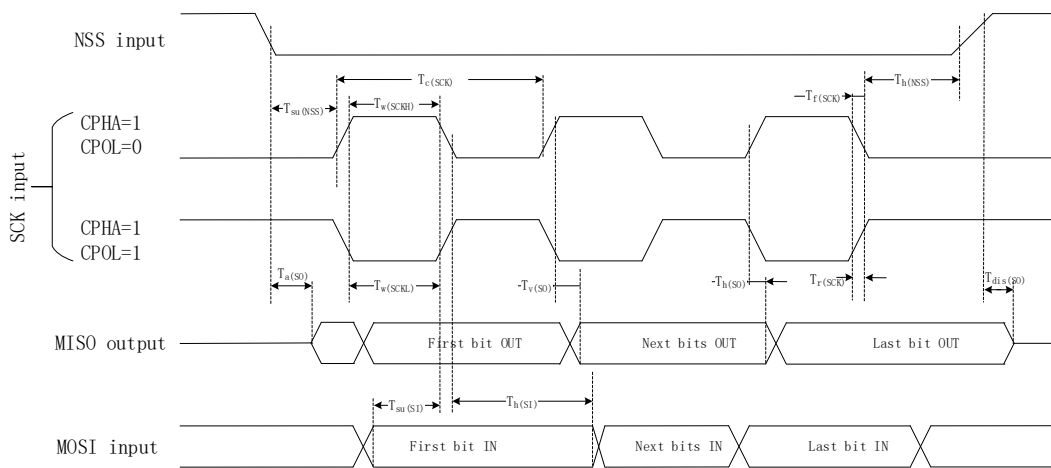 NSS input
Tc(SCK)
Th(NSS)
Tsu(NSS)
Tw(SCKH)
Tf(SCK)
SCK input
CPHA=1
CPOL=0
CPHA=1
CPOL=1
Ta(SO)
Tw(SCKL)
Tv(SO)
Th(SO)
Tr(SCK)
Tdis(SO)
MISO output
First bit OUT
Next bits OUT
Last bit OUT
Tsu(SI)
Th(SI)
MOSI input
First bit IN
Next bits IN
Last bit IN